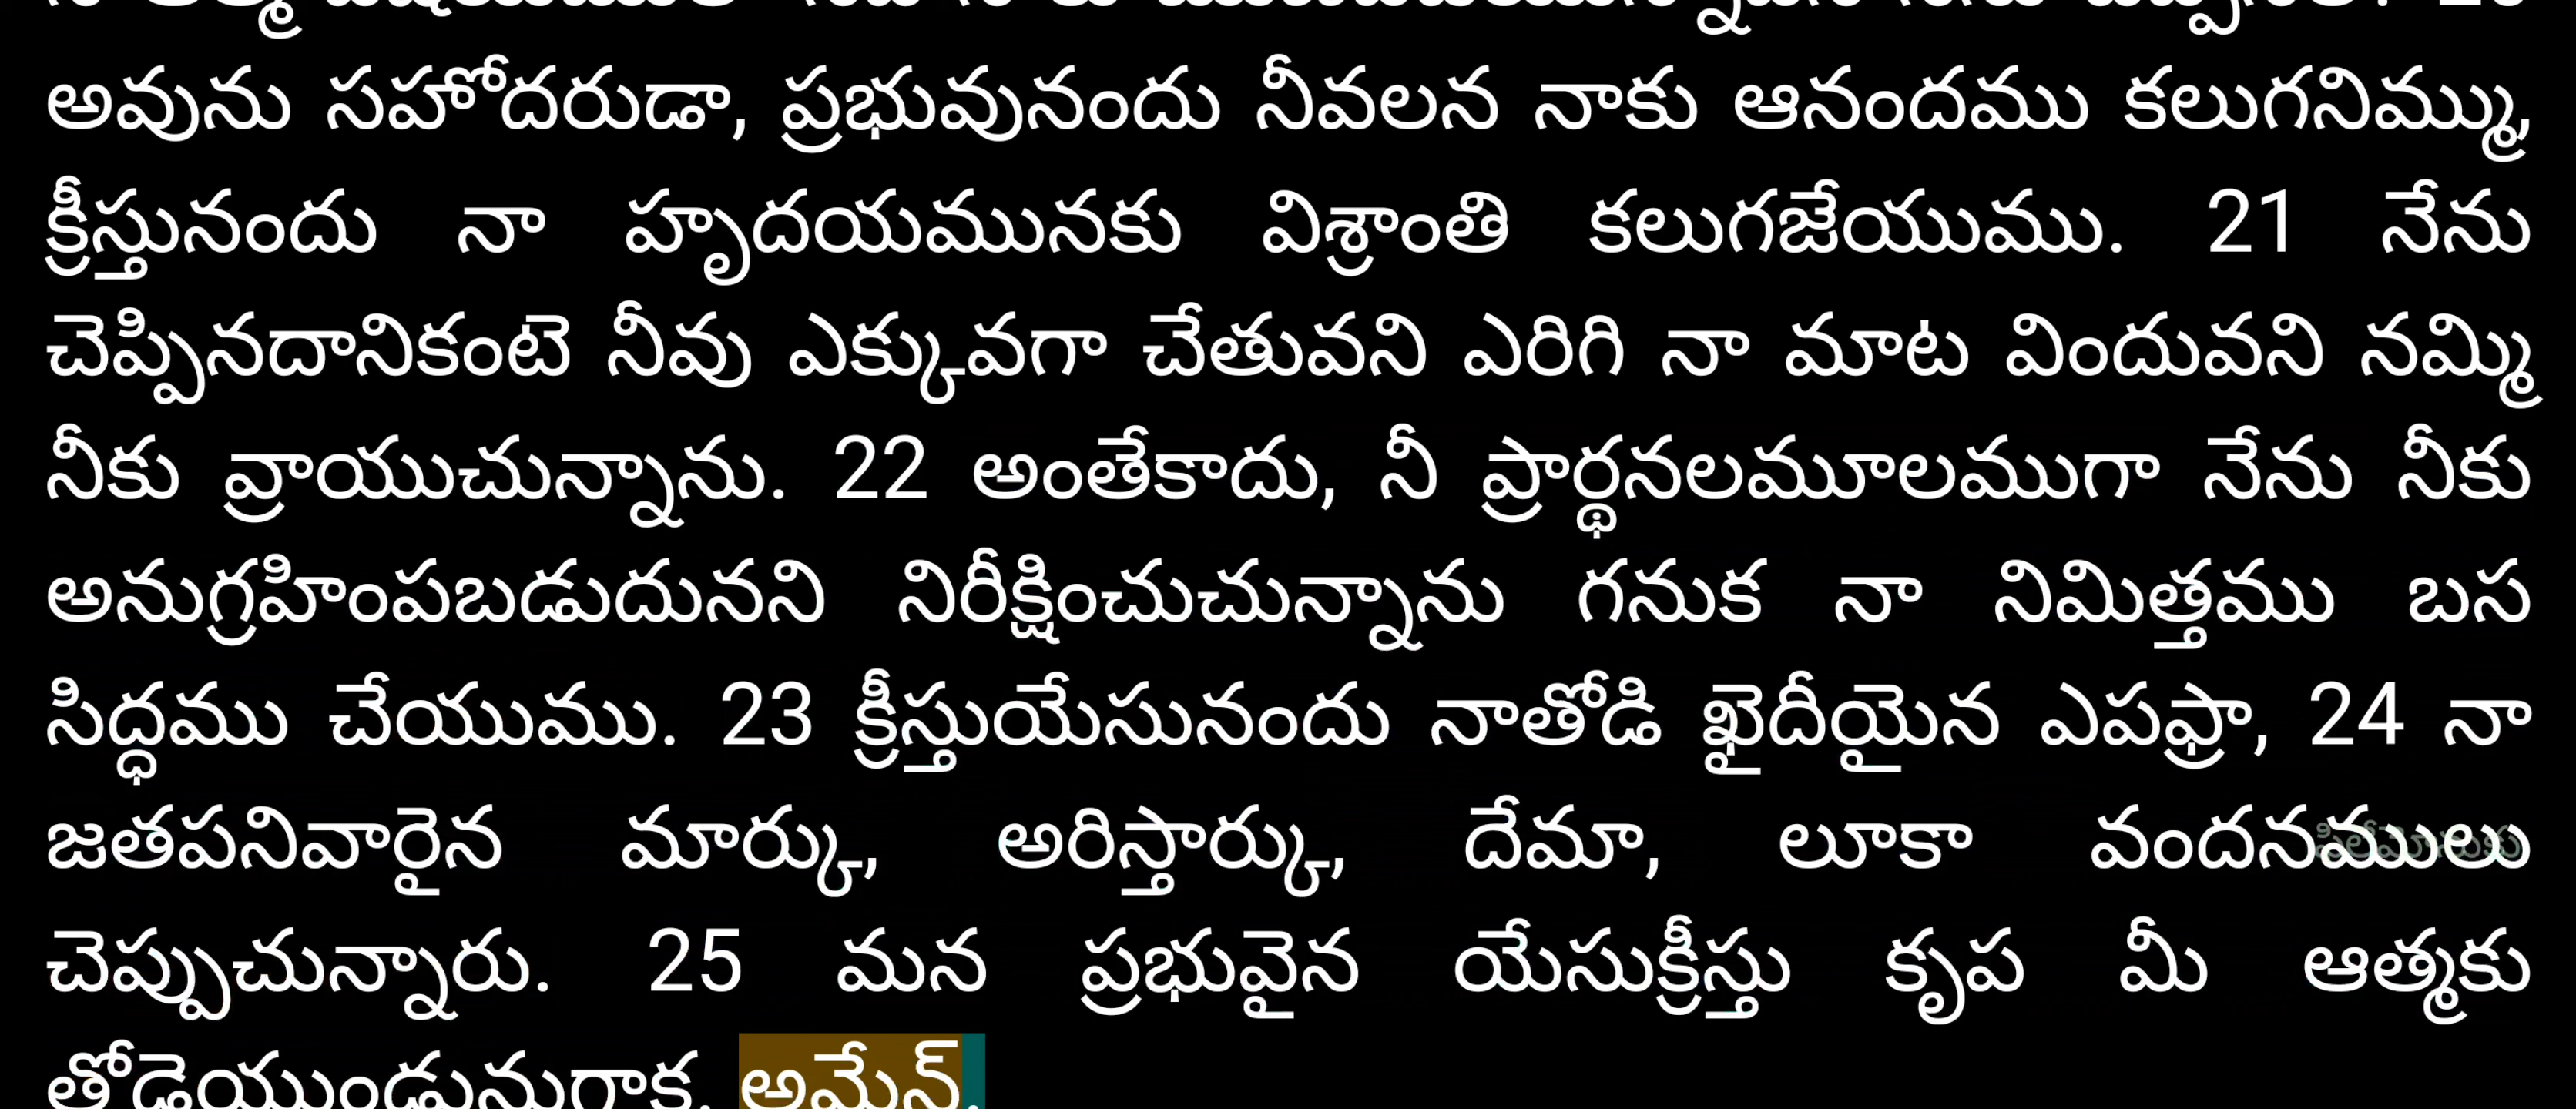 అవును సహోదరుడా, ప్రభువునందు నీవలన నాకు ఆనందము కలుగనిమ్ము,
క్రీస్తునందు నా హృదయమునకు విశ్రాంతి కలుగజేయుము. 21 నేను
చెప్పినదానికంటె నీవు ఎక్కువగా చేతువని ఎరిగి నా మాట విందువని నమ్మి
నీకు వ్రాయుచున్నాను. 22 అంతేకాదు, నీ ప్రార్థనలమూలముగా నేను నీకు
అనుగ్రహింపబడుదునని నిరీక్షించుచున్నాను గనుక నా నిమిత్తము బస
సిద్ధము చేయుము. 23 క్రీస్తుయేసునందు నాతోడి ఖైదీయైన ఎపఫ్రా, 24 నా
జతపనివారైన మార్కు, అరిస్తార్కు, దేమా, లూకా వందనములు
చెప్పుచున్నారు. 25 మన ప్రభువైన యేసుక్రీస్తు కృప మీ ఆత్మకు
తోడైయుండునుగాక. అమేన్.